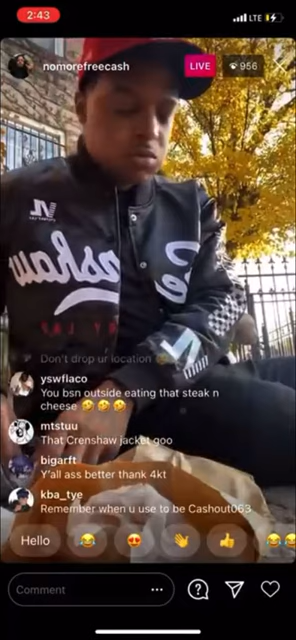 2:43
LTE
nomorefreecash
LIVE
956
Crenshaw
Don't drop ur location
yswflaco
You bsn outside eating that steak n
cheese 🤣🤣🤣
mtstuu
That Crenshaw jacket goo
bigarft
Y'all ass better thank 4kt
kba_tye
Remember when u use to be Cashout063
Hello 😂 😍 👏 👍 😂
Comment